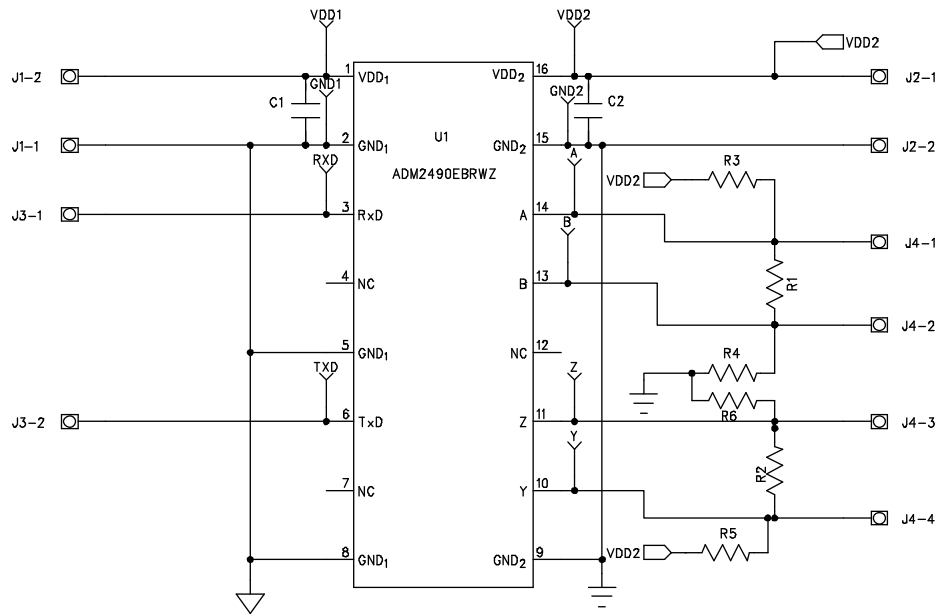 VDD1
VDD2
VDD2
J1-2
1
VDD₁
VDD₂
16
J2-1
C1
GND1
GND2
C2
J1-1
2
GND₁
U1
GND₂
15
J2-2
RXD
ADM2490EBRWZ
A
R3
VDD2
J3-1
3
RxD
A
14
B
J4-1
4
NC
B
13
R1
J4-2
5
GND₁
NC
12
R4
TXD
Z
R6
J3-2
6
TxD
Z
11
J4-3
Y
R2
7
NC
Y
10
J4-4
R5
VDD2
8
GND₁
GND₂
9